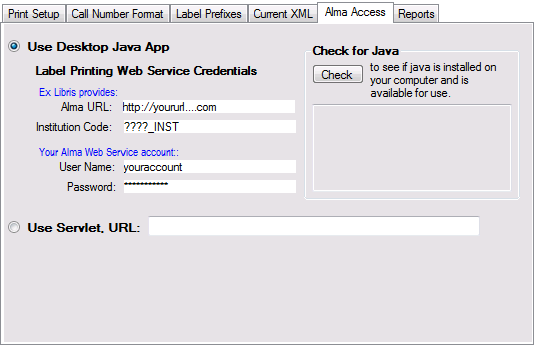 Print Setup Call Number Format Label Prefixes Current XML Alma Access Reports
Use Desktop Java App
Label Printing Web Service Credentials
Ex Libris provides:
Alma URL: http://yoururl....com
Institution Code: ????_INST
Your Alma Web Service account::
User Name: youraccount
Password: ***********
Check for Java
Check
to see if java is installed on
your computer and is
available for use.
Use Servlet, URL: